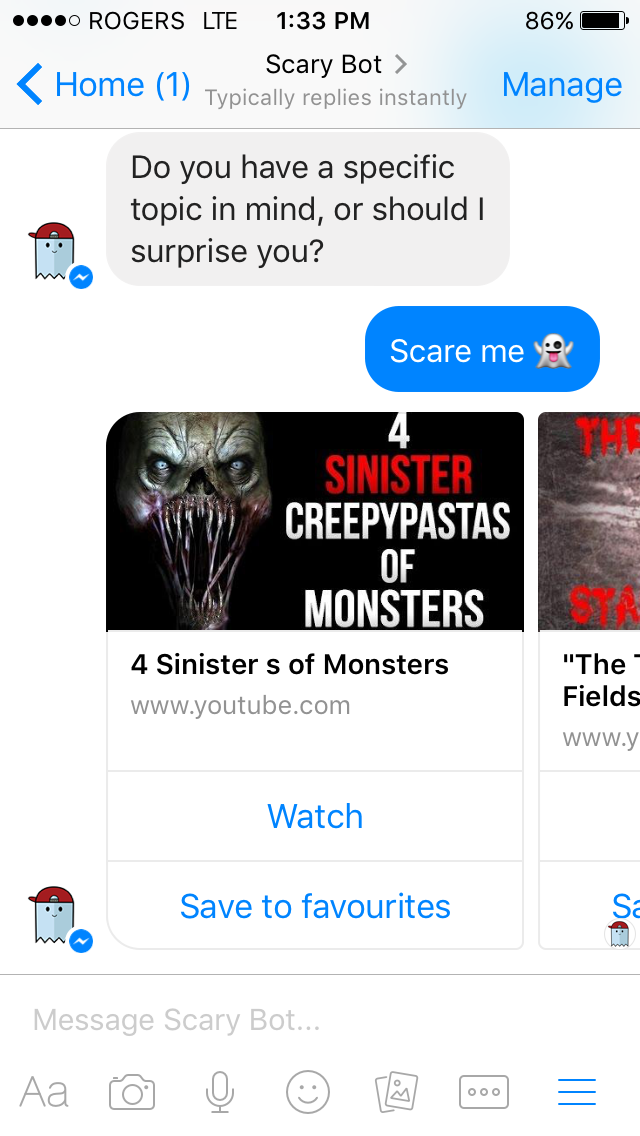 ROGERS LTE 1:33 PM 86%
Home (1) Scary Bot Manage
Typically replies instantly
Do you have a specific
topic in mind, or should I
surprise you?
Scare me 👻
4
SINISTER
CREEPYPASTAS
OF
MONSTERS
THE
STA
4 Sinister s of Monsters
www.youtube.com
"The T
Fields
www.y
Watch
Save to favourites
Sa
Message Scary Bot...
Aa